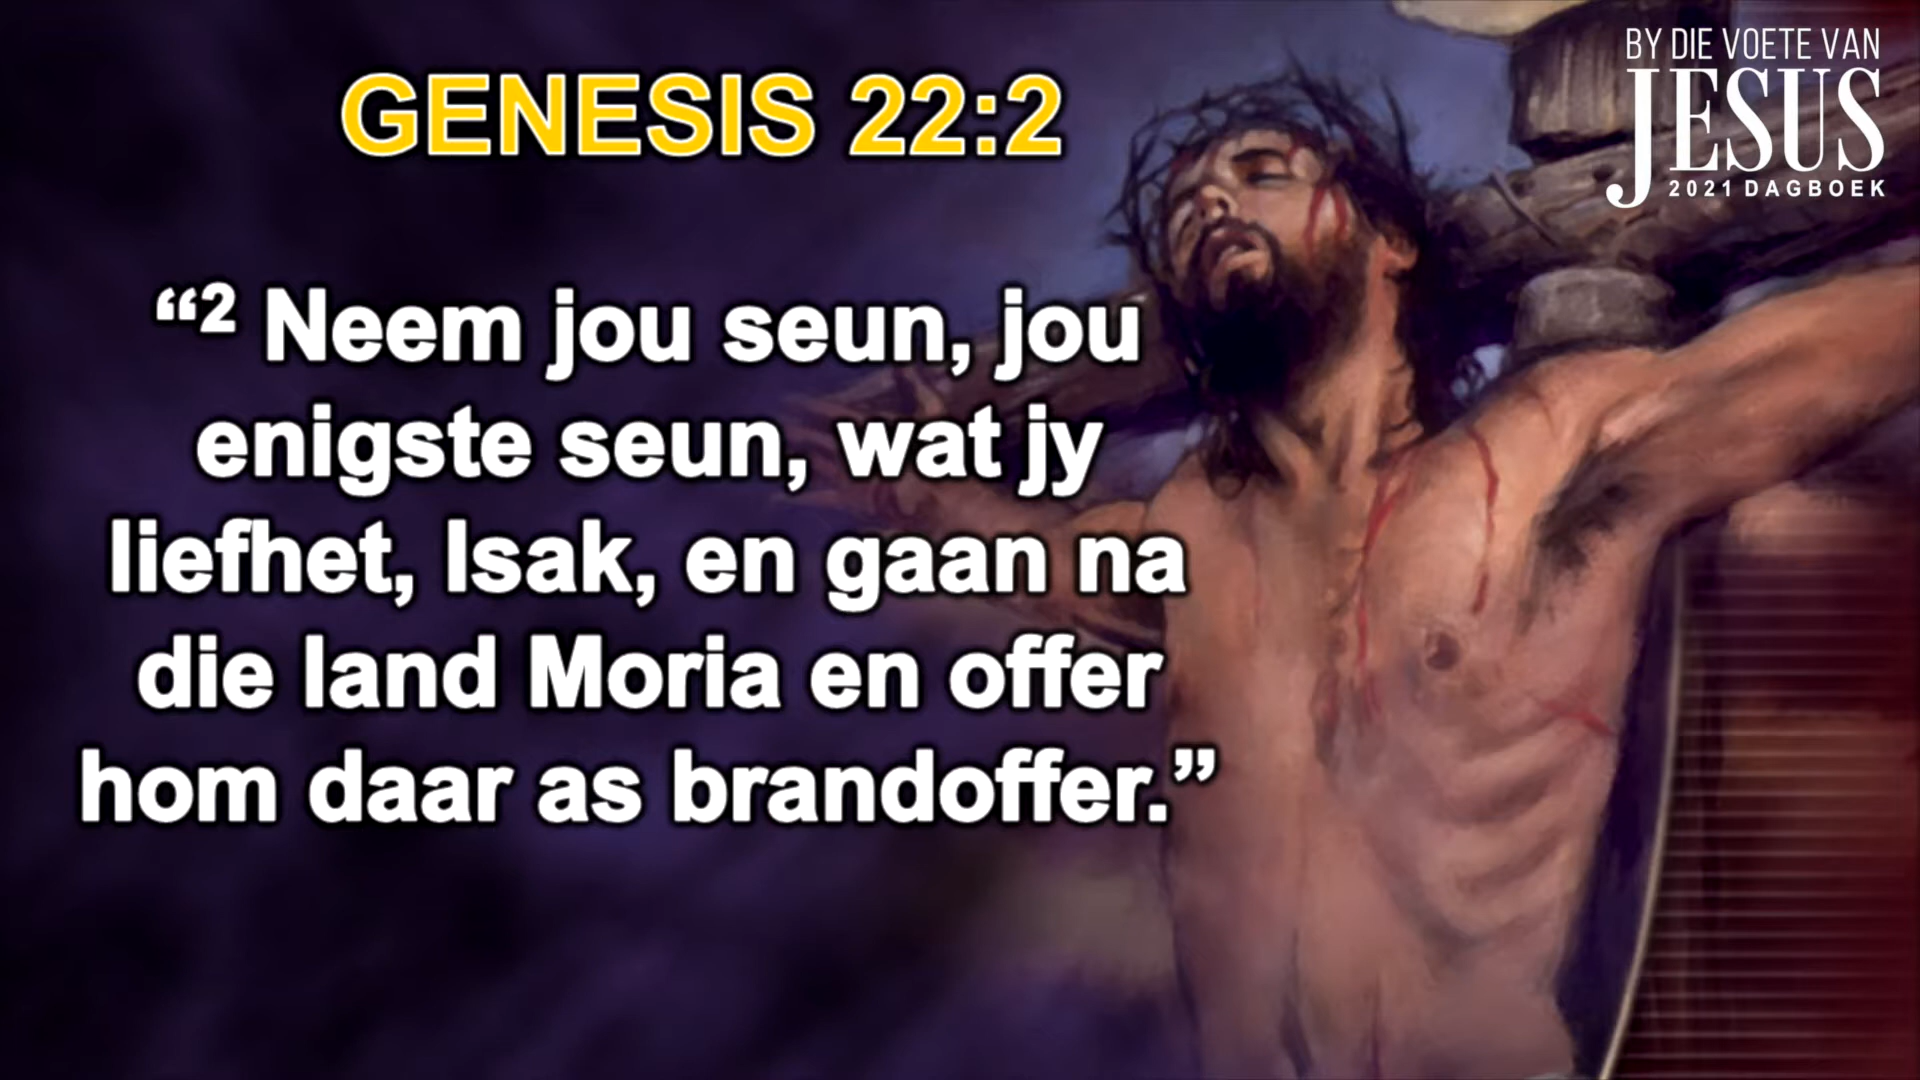 GENESIS 22:2
BY DIE VOETE VAN
JESUS
2021 DAGBOEK
“² Neem jou seun, jou
enigste seun, wat jy
liefhet, Isak, en gaan na
die land Moria en offer
hom daar as brandoffer.”